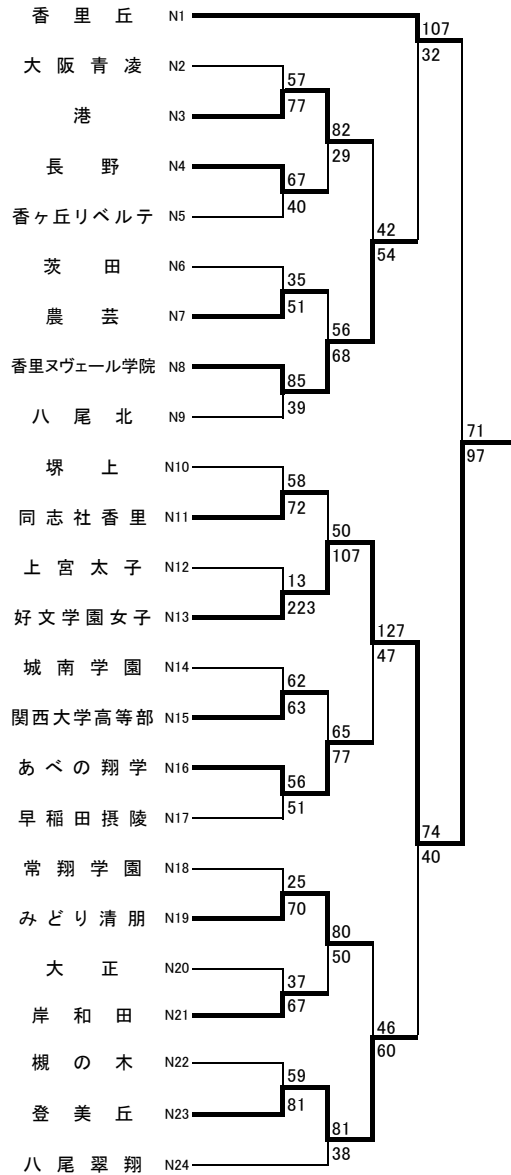 香里丘 N1
107
32
大阪青凌 N2
57
77
港 N3
82
29
長野 N4
67
40
香ヶ丘リベルテ N5
42
54
茨田 N6
35
51
農芸 N7
56
68
香里ヌヴェール学院 N8
85
39
八尾北 N9
71
97
堺上 N10
58
72
同志社香里 N11
50
107
上宮太子 N12
13
223
好文学園女子 N13
127
47
城南学園 N14
62
63
関西大学高等部 N15
65
77
あべの翔学 N16
56
51
早稲田摂陵 N17
74
40
常翔学園 N18
25
70
みどり清朋 N19
80
50
大正 N20
37
67
岸和田 N21
46
60
槻の木 N22
59
81
登美丘 N23
81
38
八尾翠翔 N24